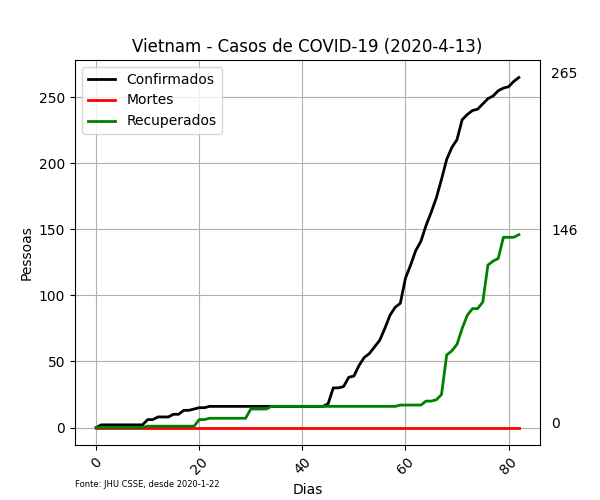 Vietnam - Casos de COVID-19 (2020-4-13)
Confirmados
Mortes
Recuperados
265
146
0
250
200
150
100
50
0
Pessoas
0
20
40
60
80
Dias
Fonte: JHU CSSE, desde 2020-1-22